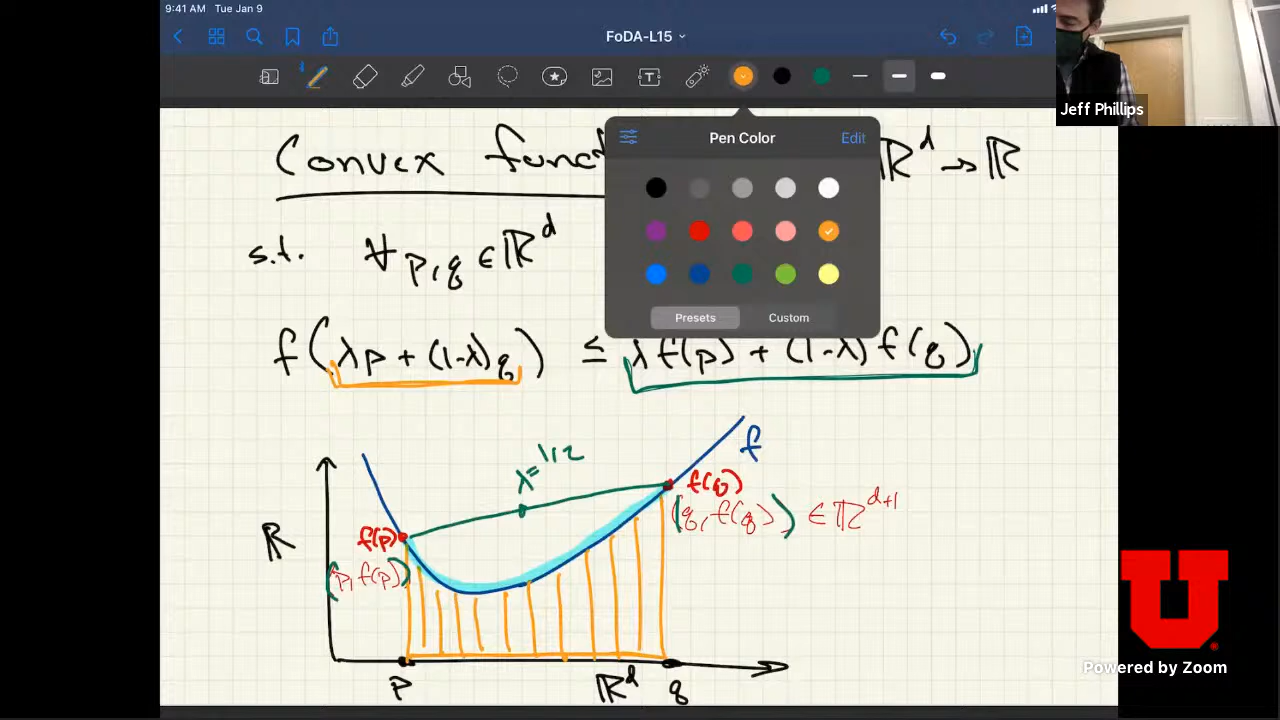 9:41 AM Tue Jan 9
FoDA-L15
Jeff Phillips
Pen Color
Edit
Convex func
ℝ^d → ℝ
s.t. ∀ p,q ∈ ℝ^d
Presets
Custom
f(λp + (1-λ)q) ≤ λf(p) + (1-λ)f(q)
λ=1/2
f
f(q)
(q, f(q)) ∈ ℝ^{d+1}
ℝ
f(p)
(p, f(p))
p
ℝ^d
q
U
Powered by Zoom